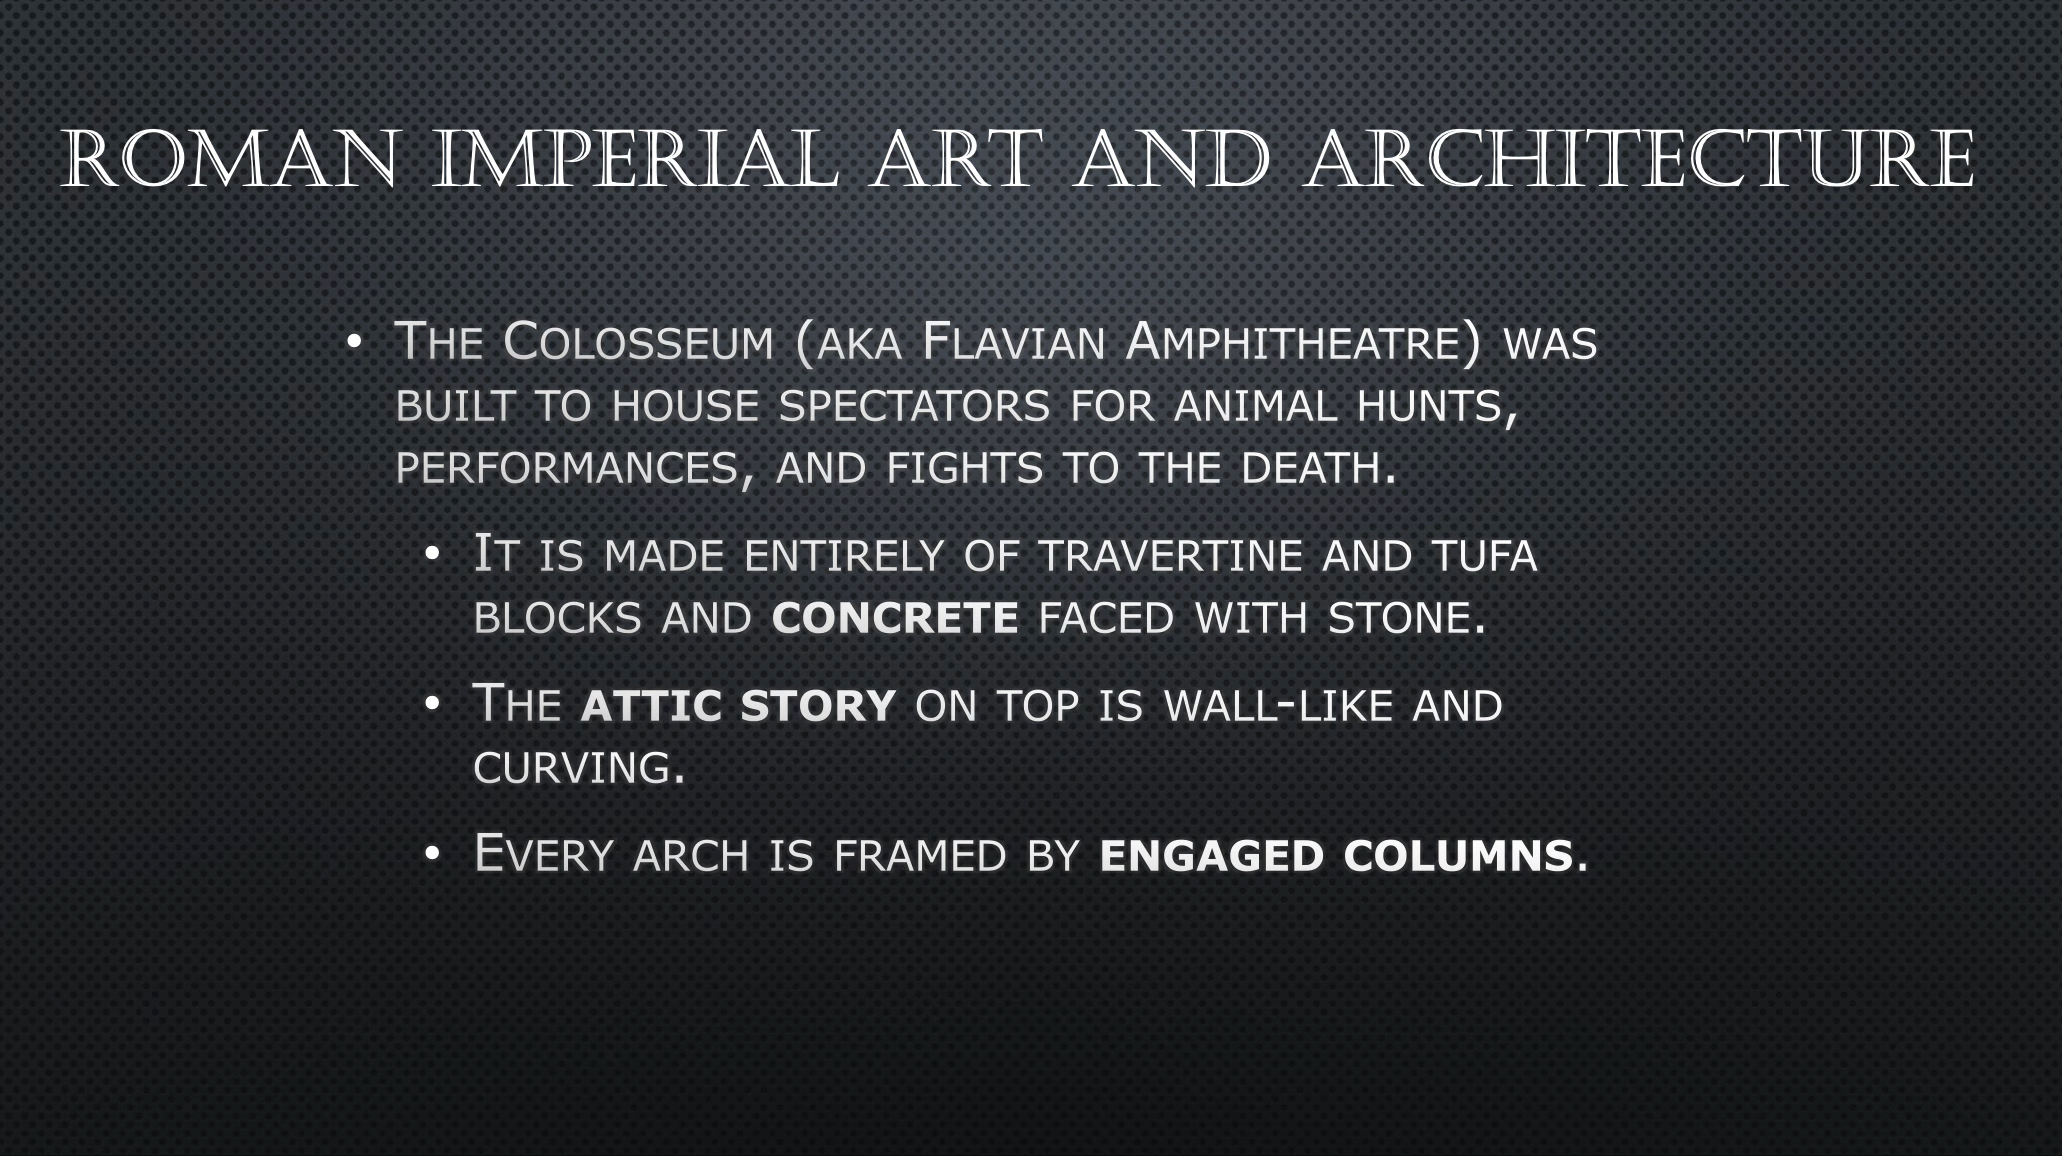 ROMAN IMPERIAL ART AND ARCHITECTURE
• THE COLOSSEUM (AKA FLAVIAN AMPHITHEATRE) WAS
BUILT TO HOUSE SPECTATORS FOR ANIMAL HUNTS,
PERFORMANCES, AND FIGHTS TO THE DEATH.
• IT IS MADE ENTIRELY OF TRAVERTINE AND TUFA
BLOCKS AND CONCRETE FACED WITH STONE.
• THE ATTIC STORY ON TOP IS WALL-LIKE AND
CURVING.
• EVERY ARCH IS FRAMED BY ENGAGED COLUMNS.